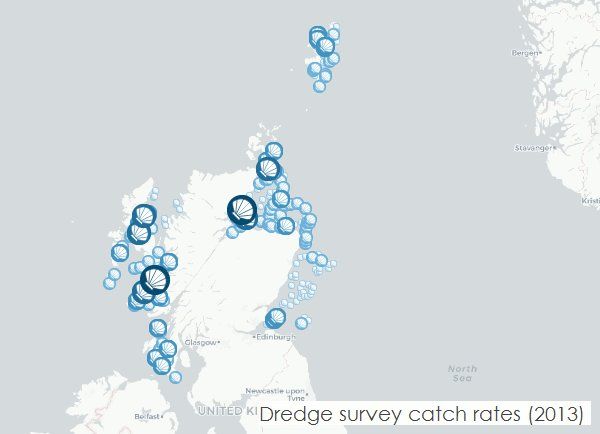 Bergen
Stavanger
Kristi
Glasgow
Edinburgh
North
Sea
Newcastle upon
Tyne
Belfast
UNITED KI
Dredge survey catch rates (2013)